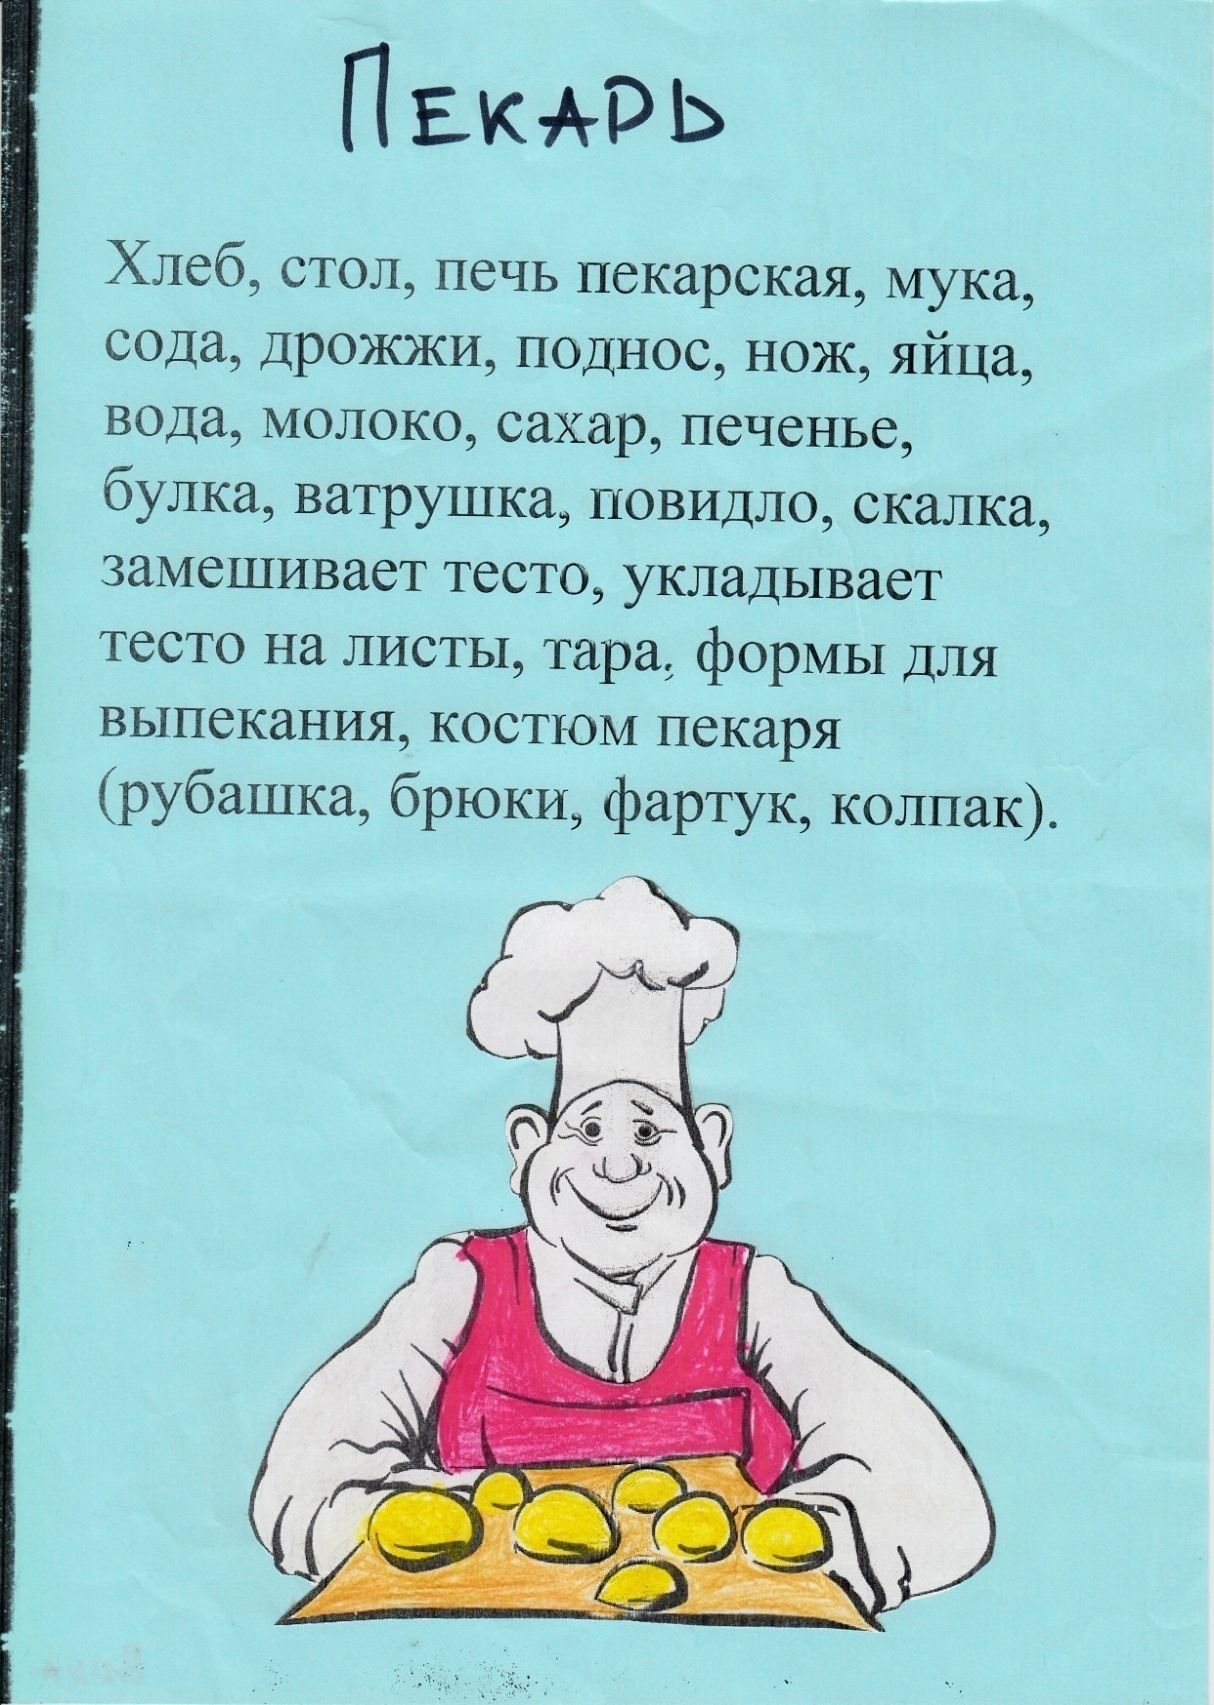 Пекарь
Хлеб, стол, печь пекарская, мука,
сода, дрожжи, поднос, нож, яйца,
вода, молоко, сахар, печенье,
булка, ватрушка, повидло, скалка,
замешивает тесто, укладывает
тесто на листы, тара, формы для
выпекания, костюм пекаря
(рубашка, брюки, фартук, колпак).